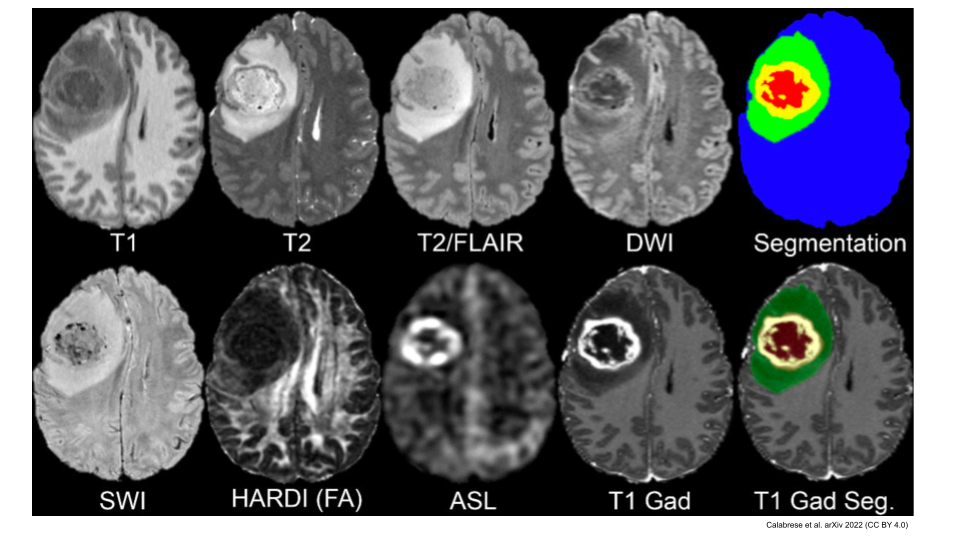 T1 T2 T2/FLAIR DWI Segmentation
SWI HARDI (FA) ASL T1 Gad T1 Gad Seg.
Calabrese et al. arXiv 2022 (CC BY 4.0)